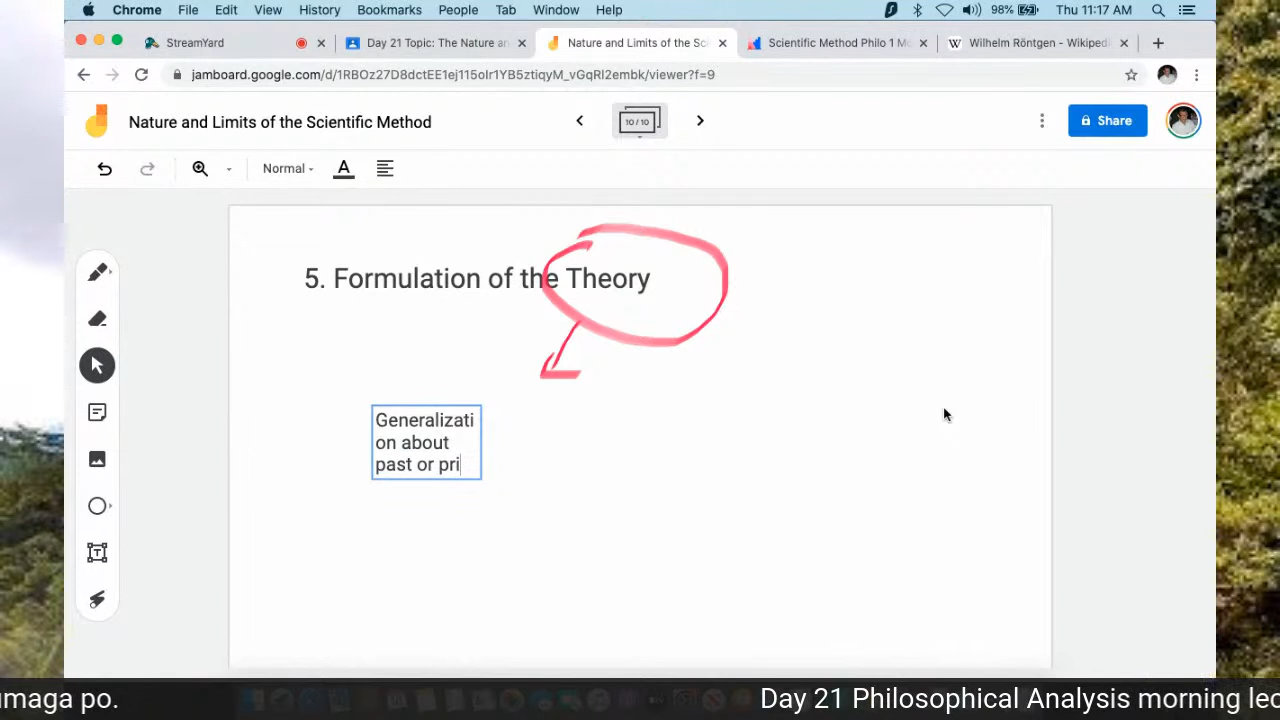 Chrome File Edit View History Bookmarks People Tab Window Help 98% Thu 11:17 AM
StreamYard
Day 21 Topic: The Nature an
Nature and Limits of the Sc
Scientific Method Philo 1 M
Wilhelm Röntgen - Wikiped
jamboard.google.com/d/1RBOz27D8dctEE1ej115oIr1YB5ztiqyM_vGqRl2embk/viewer?f=9
Nature and Limits of the Scientific Method
10 / 10
Share
Normal
A
5. Formulation of the Theory
Generalizati
on about
past or pri
T
umaga po. Day 21 Philosophical Analysis morning lec